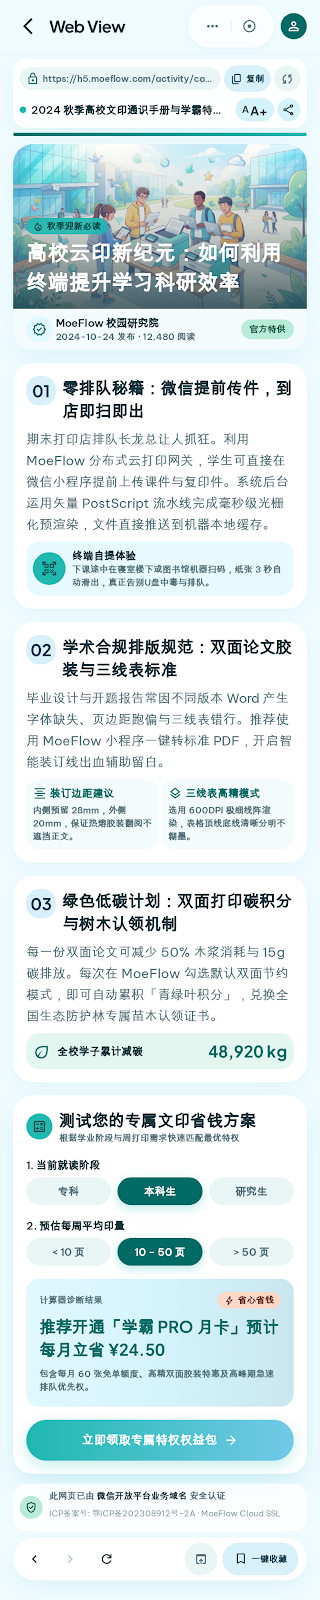 Web View
https://h5.moeflow.com/activity/ca...
复制
2024 秋季高校文印通识手册与学霸特...
AA+
秋季迎新必读
高校云印新纪元：如何利用
终端提升学习科研效率
MoeFlow 校园研究院
2024-10-24 发布 · 12,480 阅读
官方特供
01
零排队秘籍：微信提前传件，到
店即扫即出
期末打印店排队长龙总让人抓狂。利用
MoeFlow 分布式云打印网关，学生可直接在
微信小程序提前上传课件与复印件。系统后台
运用矢量 PostScript 流水线完成毫秒级光栅
化预渲染，文件直接推送到机器本地缓存。
终端自提体验
下课途中在寝室楼下或图书馆机器扫码，纸张 3 秒自
动滑出，真正告别U盘中毒与排队。
02
学术合规排版规范：双面论文胶
装与三线表标准
毕业设计与开题报告常因不同版本 Word 产生
字体缺失、页边距跑偏与三线表错行。推荐使
用 MoeFlow 小程序一键转标准 PDF，开启智
能装订线出血辅助留白。
装订边距建议
内侧预留 28mm，外侧
20mm，保证热熔胶装翻阅不
遮挡正文。
三线表高精模式
选用 600DPI 极细线阵渲
染，表格顶线底线清晰分明不
糊墨。
03
绿色低碳计划：双面打印碳积分
与树木认领机制
每一份双面论文可减少 50% 木浆消耗与 15g
碳排放。每次在 MoeFlow 勾选默认双面节约
模式，即可自动累积「青绿叶积分」，兑换全
国生态防护林专属苗木认领证书。
全校学子累计减碳
48,920 kg
测试您的专属文印省钱方案
根据学业阶段与周打印需求快速匹配最优特权
1. 当前就读阶段
专科
本科生
研究生
2. 预估每周平均印量
< 10 页
10 - 50 页
> 50 页
计算器诊断结果
省心省钱
推荐开通「学霸 PRO 月卡」预计
每月立省 ¥24.50
包含每月 60 张免单额度、高精双面胶装特惠及高峰期急速
排队优先权。
立即领取专属特权权益包
此网页已由 微信开放平台业务域名 安全认证
ICP备案号: 鄂ICP备202308912号-2A · MoeFlow Cloud SSL
一键收藏